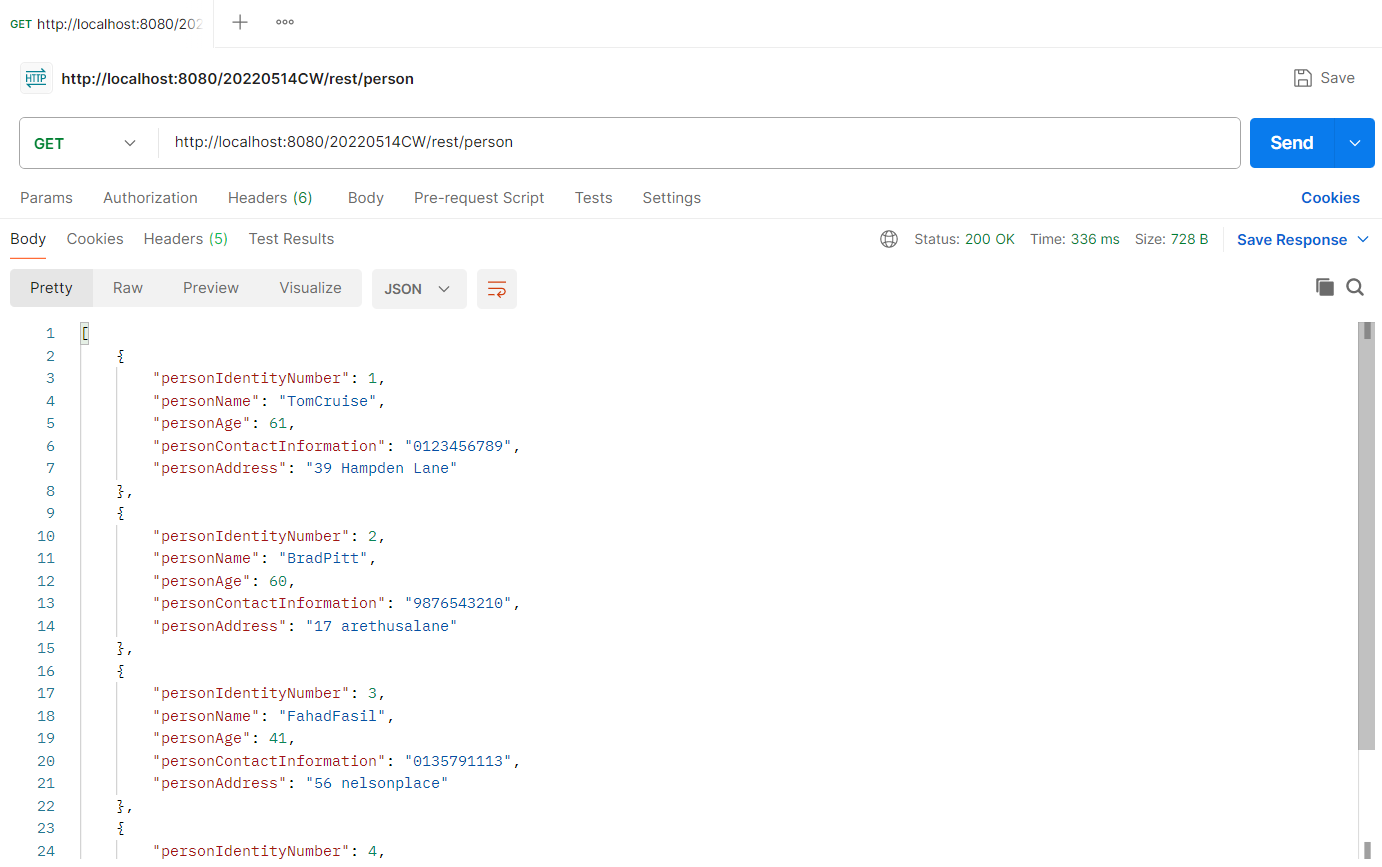 GET http://localhost:8080/202
http://localhost:8080/20220514CW/rest/person
Save
GET http://localhost:8080/20220514CW/rest/person
Send
Params Authorization Headers (6) Body Pre-request Script Tests Settings Cookies
Body Cookies Headers (5) Test Results Status: 200 OK Time: 336 ms Size: 728 B Save Response
Pretty Raw Preview Visualize JSON
1 [
2 {
3 "personIdentityNumber": 1,
4 "personName": "TomCruise",
5 "personAge": 61,
6 "personContactInformation": "0123456789",
7 "personAddress": "39 Hampden Lane"
8 },
9 {
10 "personIdentityNumber": 2,
11 "personName": "BradPitt",
12 "personAge": 60,
13 "personContactInformation": "9876543210",
14 "personAddress": "17 arethusalane"
15 },
16 {
17 "personIdentityNumber": 3,
18 "personName": "FahadFasil",
19 "personAge": 41,
20 "personContactInformation": "0135791113",
21 "personAddress": "56 nelsonplace"
22 },
23 {
24 "personIdentityNumber": 4,